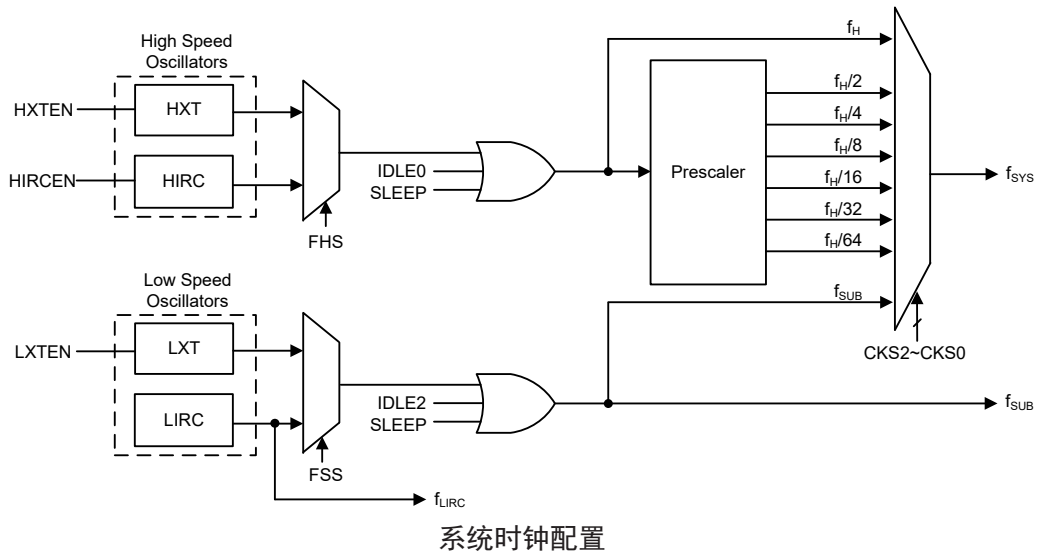 High Speed
Oscillators
HXTEN
HXT
HIRCEN
HIRC
FHS
IDLE0
SLEEP
Prescaler
fH
fH/2
fH/4
fH/8
fH/16
fH/32
fH/64
fSUB
CKS2~CKS0
fSYS
Low Speed
Oscillators
LXTEN
LXT
LIRC
FSS
IDLE2
SLEEP
fSUB
fLIRC
系统时钟配置